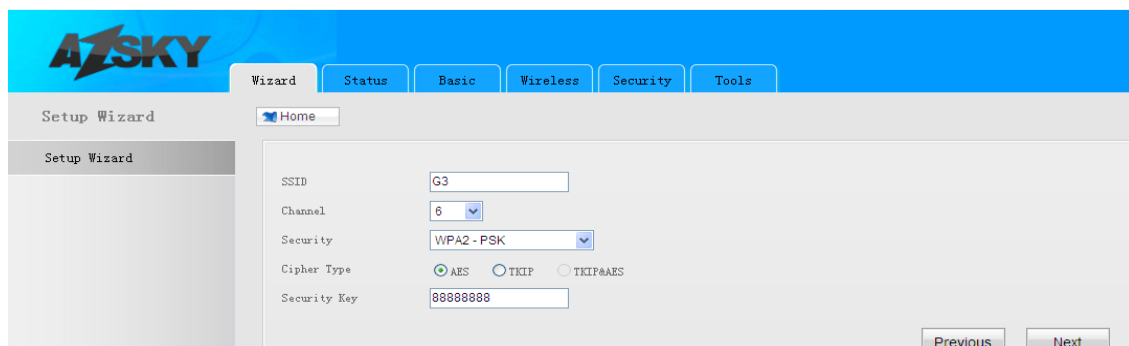 AZSKY
Wizard Status Basic Wireless Security Tools
Setup Wizard Home
Setup Wizard
SSID G3
Channel 6
Security WPA2 - PSK
Cipher Type AES TKIP TKIP&AES
Security Key 88888888
Previous Next